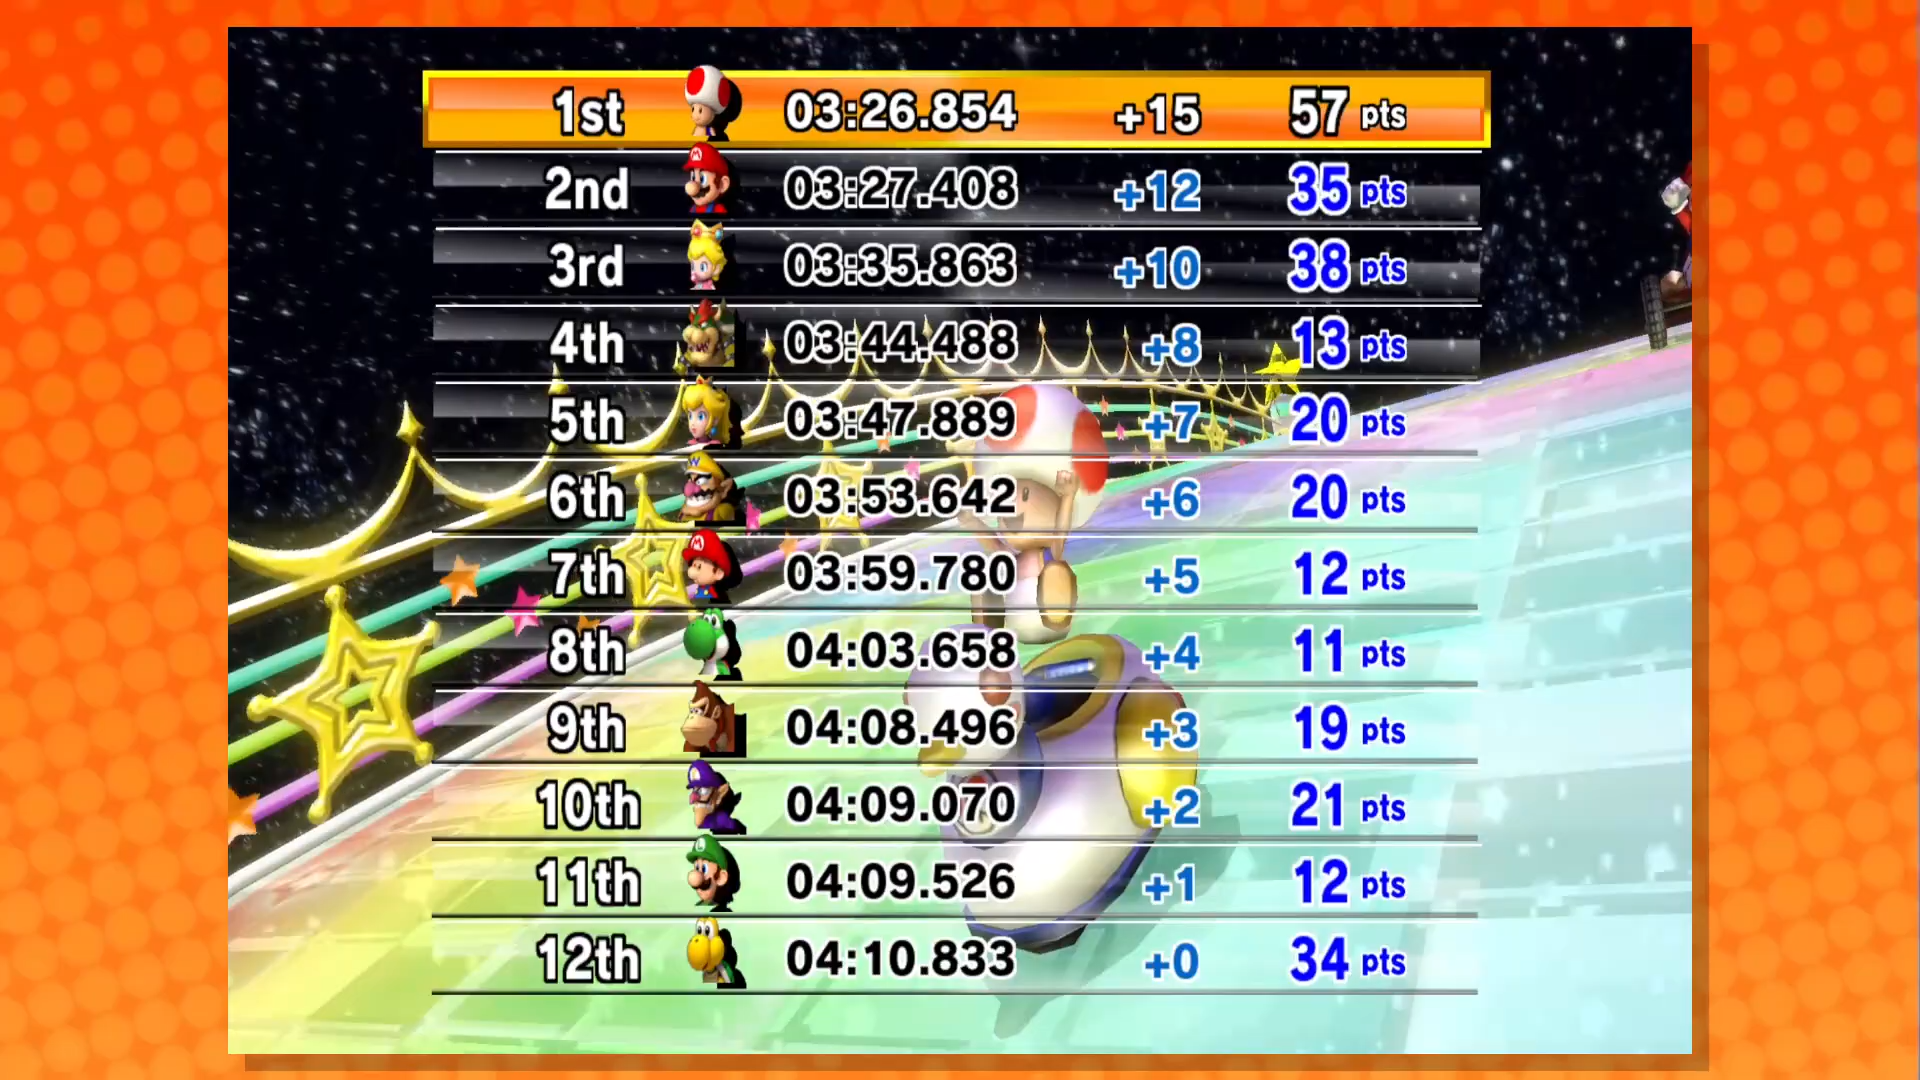 1st 03:26.854 +15 57 pts
2nd 03:27.408 +12 35 pts
3rd 03:35.863 +10 38 pts
4th 03:44.488 +8 13 pts
5th 03:47.889 +7 20 pts
6th 03:53.642 +6 20 pts
7th 03:59.780 +5 12 pts
8th 04:03.658 +4 11 pts
9th 04:08.496 +3 19 pts
10th 04:09.070 +2 21 pts
11th 04:09.526 +1 12 pts
12th 04:10.833 +0 34 pts